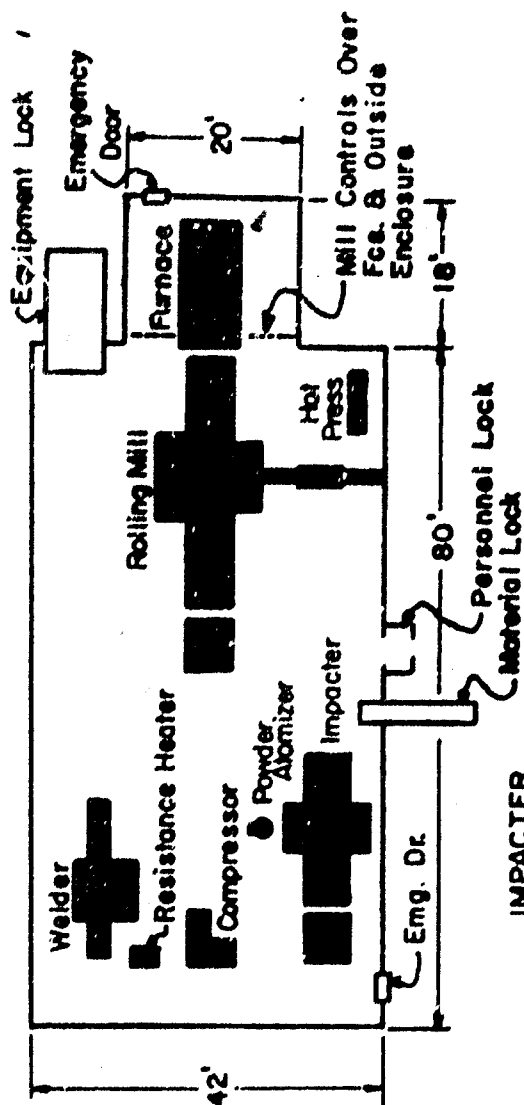 Equipment Lock
Emergency
Door
20'
Furnace
Mill Controls Over
Fce. & Outside
Enclosure
18'
Rolling Mill
Hot
Press
80'
Personnel Lock
Material Lock
Welder
Resistance Heater
Compressor
Powder
Atomizer
Impacter
Emg. Dr.
42'
IMPACTER